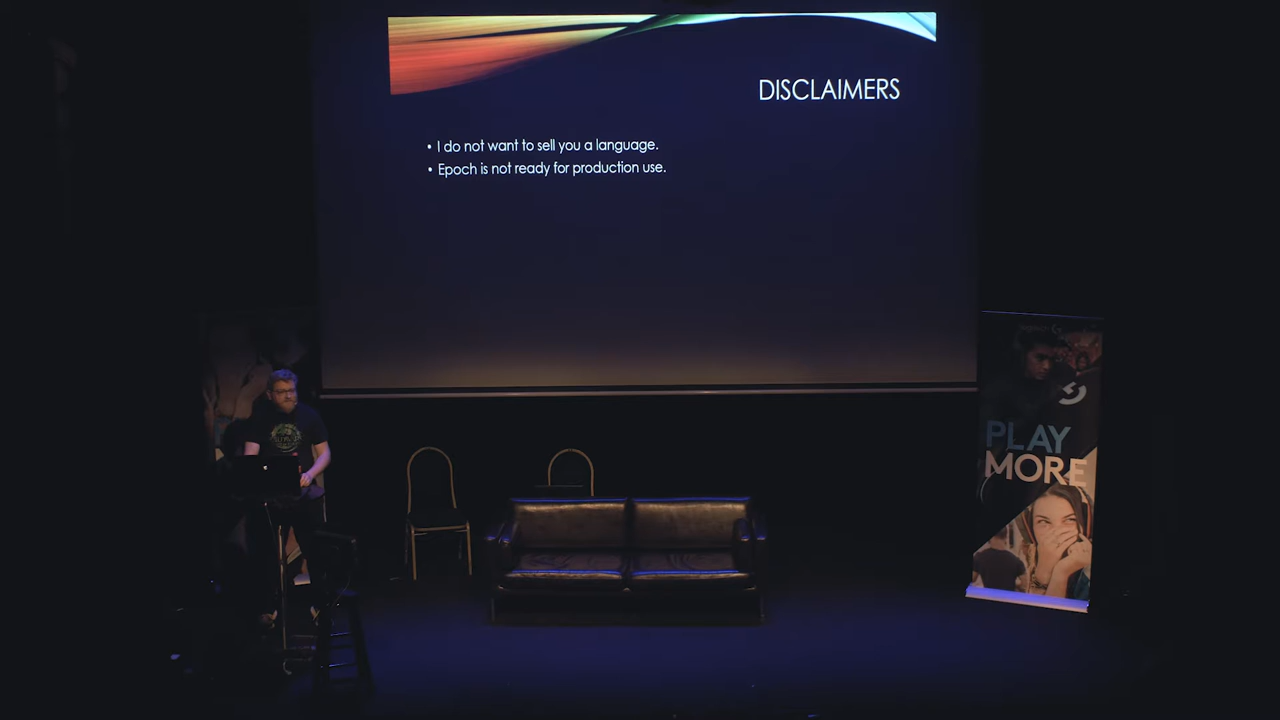 DISCLAIMERS
• I do not want to sell you a language.
• Epoch is not ready for production use.
PLAY
MORE